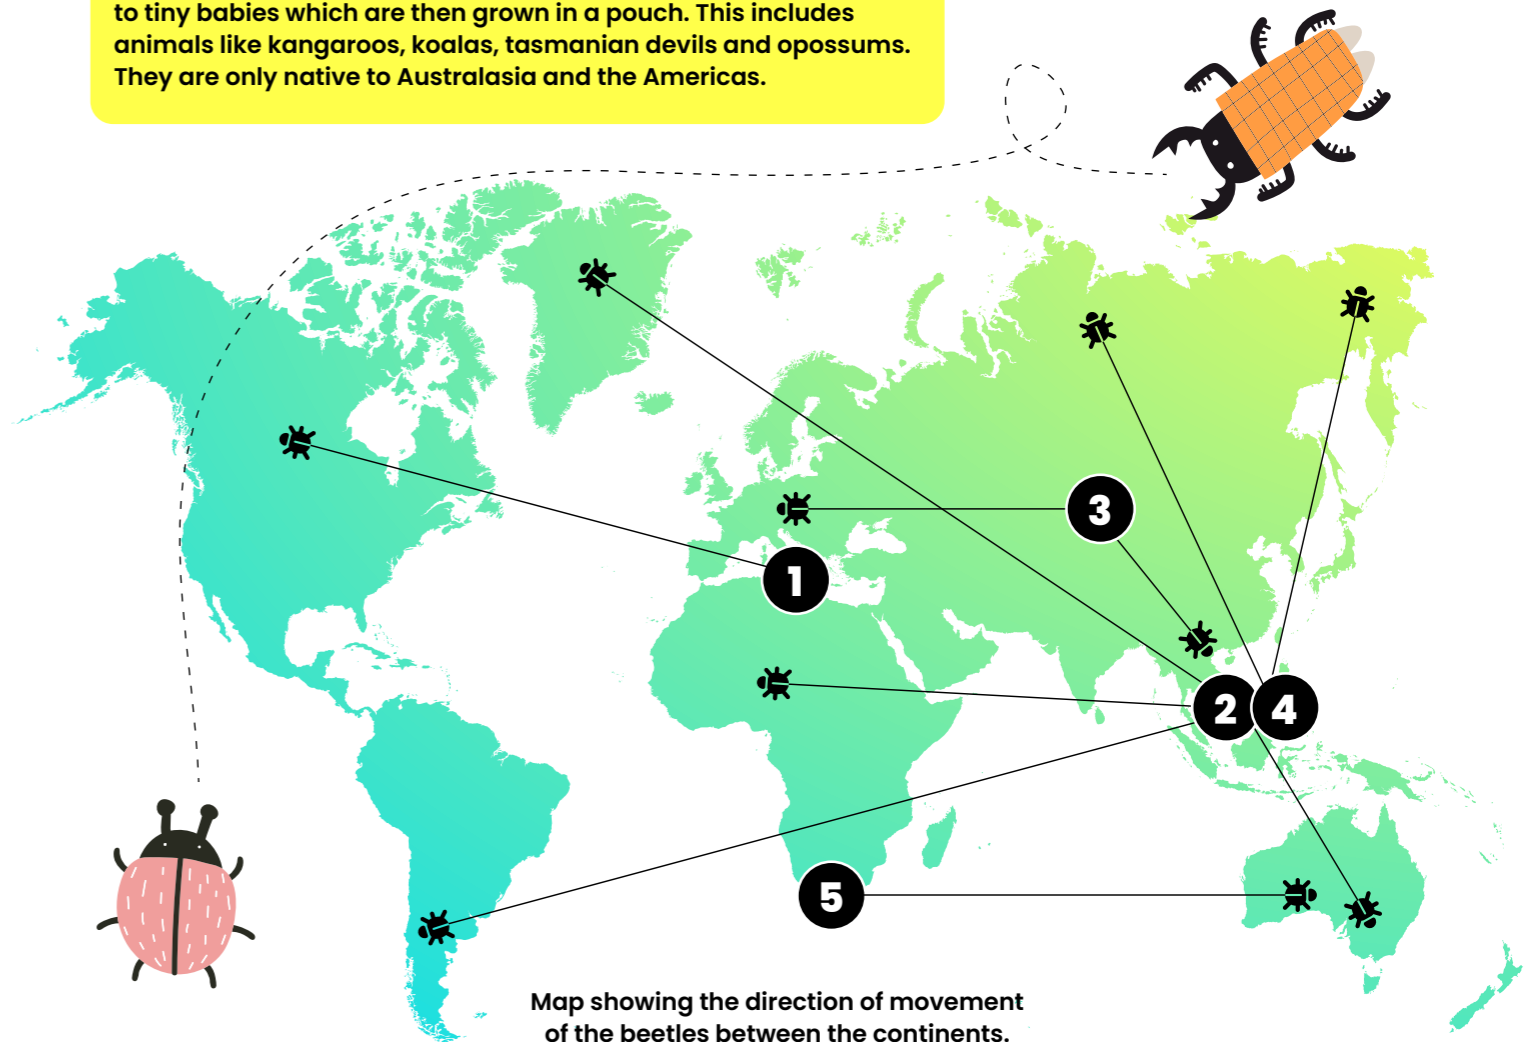 to tiny babies which are then grown in a pouch. This includes
animals like kangaroos, koalas, tasmanian devils and opossums.
They are only native to Australasia and the Americas.
3
1
2
4
5
Map showing the direction of movement
of the beetles between the continents.